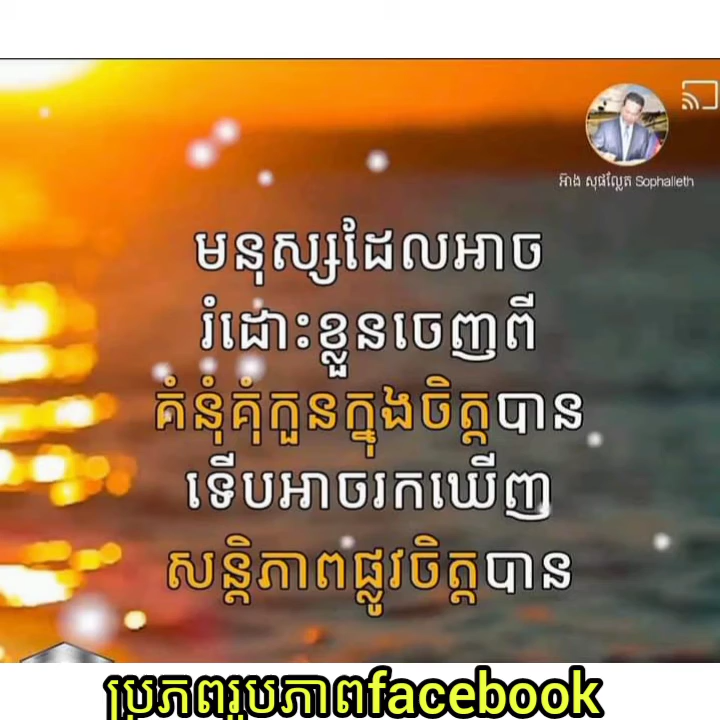 អ៊ាង សុផល្លែត Sophalleth
មនុស្សដែលអាច
រំដោះខ្លួនចេញពី
គំនុំគុំកួនក្នុងចិត្តបាន
ទើបអាចរកឃើញ
សន្តិភាពផ្លូវចិត្តបាន
ប្រភពរូបភាពfacebook